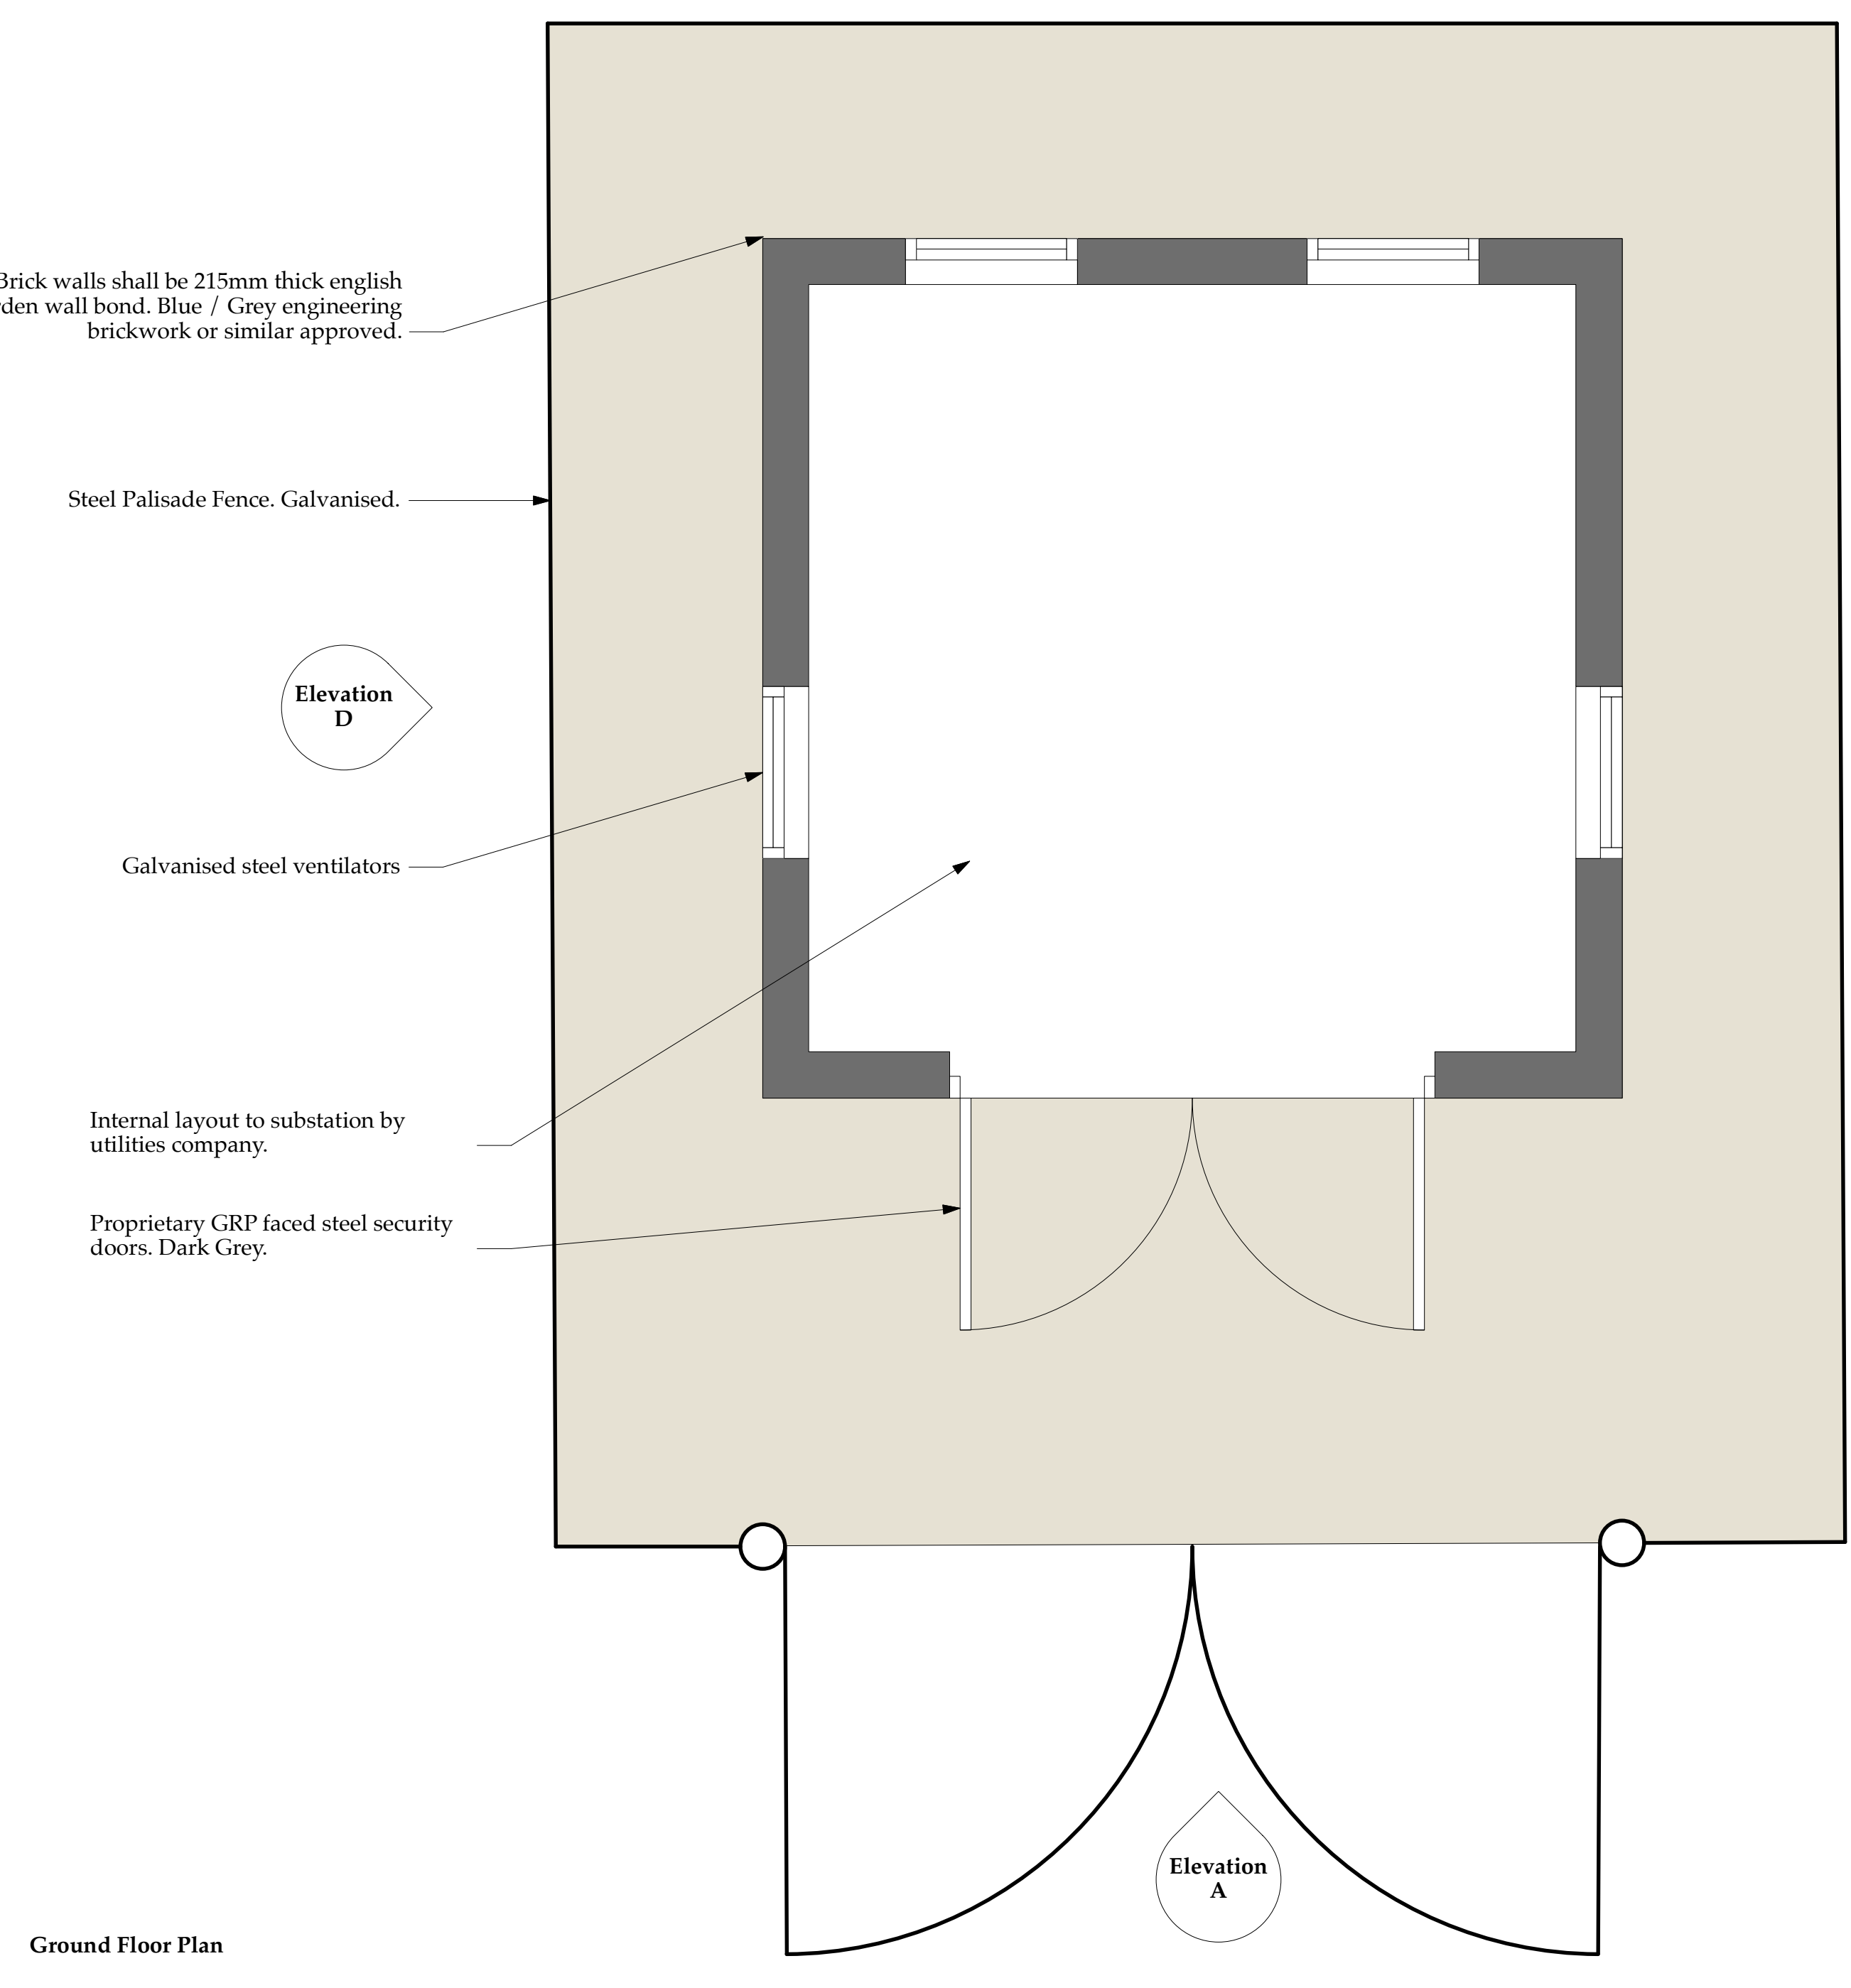 Brick walls shall be 215mm thick english
den wall bond. Blue / Grey engineering
brickwork or similar approved.
Steel Palisade Fence. Galvanised.
Elevation
D
Galvanised steel ventilators
Internal layout to substation by
utilities company.
Proprietary GRP faced steel security
doors. Dark Grey.
Elevation
A
Ground Floor Plan